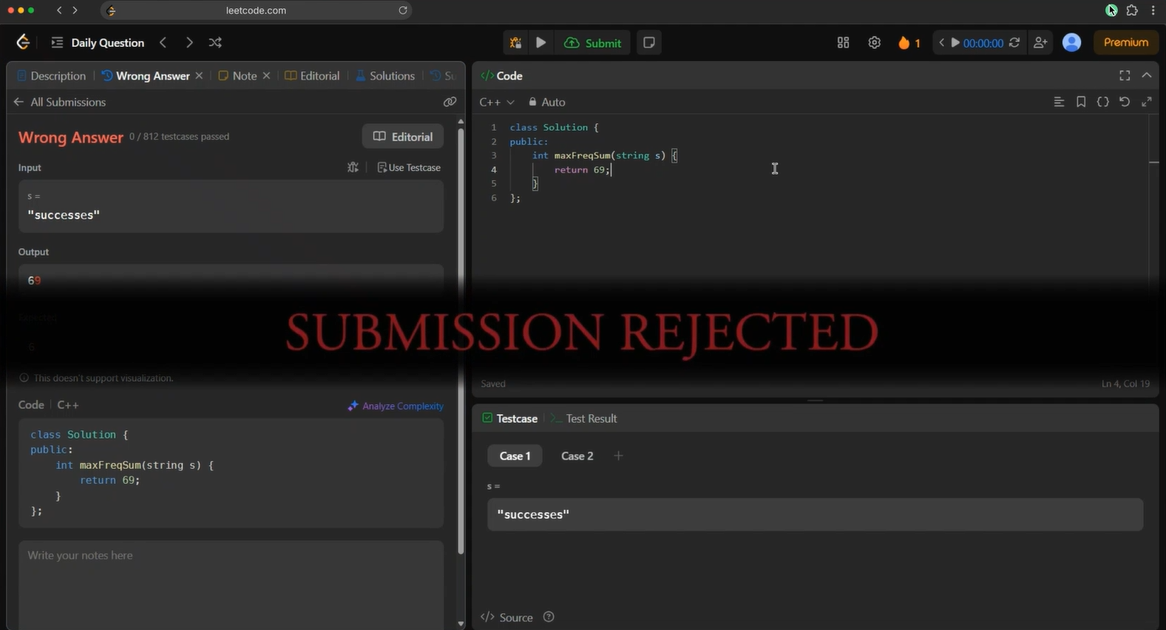 leetcode.com
Daily Question
Submit
1
00:00:00
Premium
Description
Wrong Answer
Note
Editorial
Solutions
Su
All Submissions
Wrong Answer 0 / 812 testcases passed
Editorial
Input
Use Testcase
s =
"successes"
Output
69
6
This doesn't support visualization.
Code
C++
Analyze Complexity
class Solution {
public:
int maxFreqSum(string s) {
return 69;
}
};
Write your notes here
SUBMISSION REJECTED
</> Code
C++
Auto
1 class Solution {
2 public:
3 int maxFreqSum(string s) {
4 return 69;
5 }
6 };
Saved
Ln 4, Col 19
Testcase
>_ Test Result
Case 1
Case 2
+
s =
"successes"
</> Source